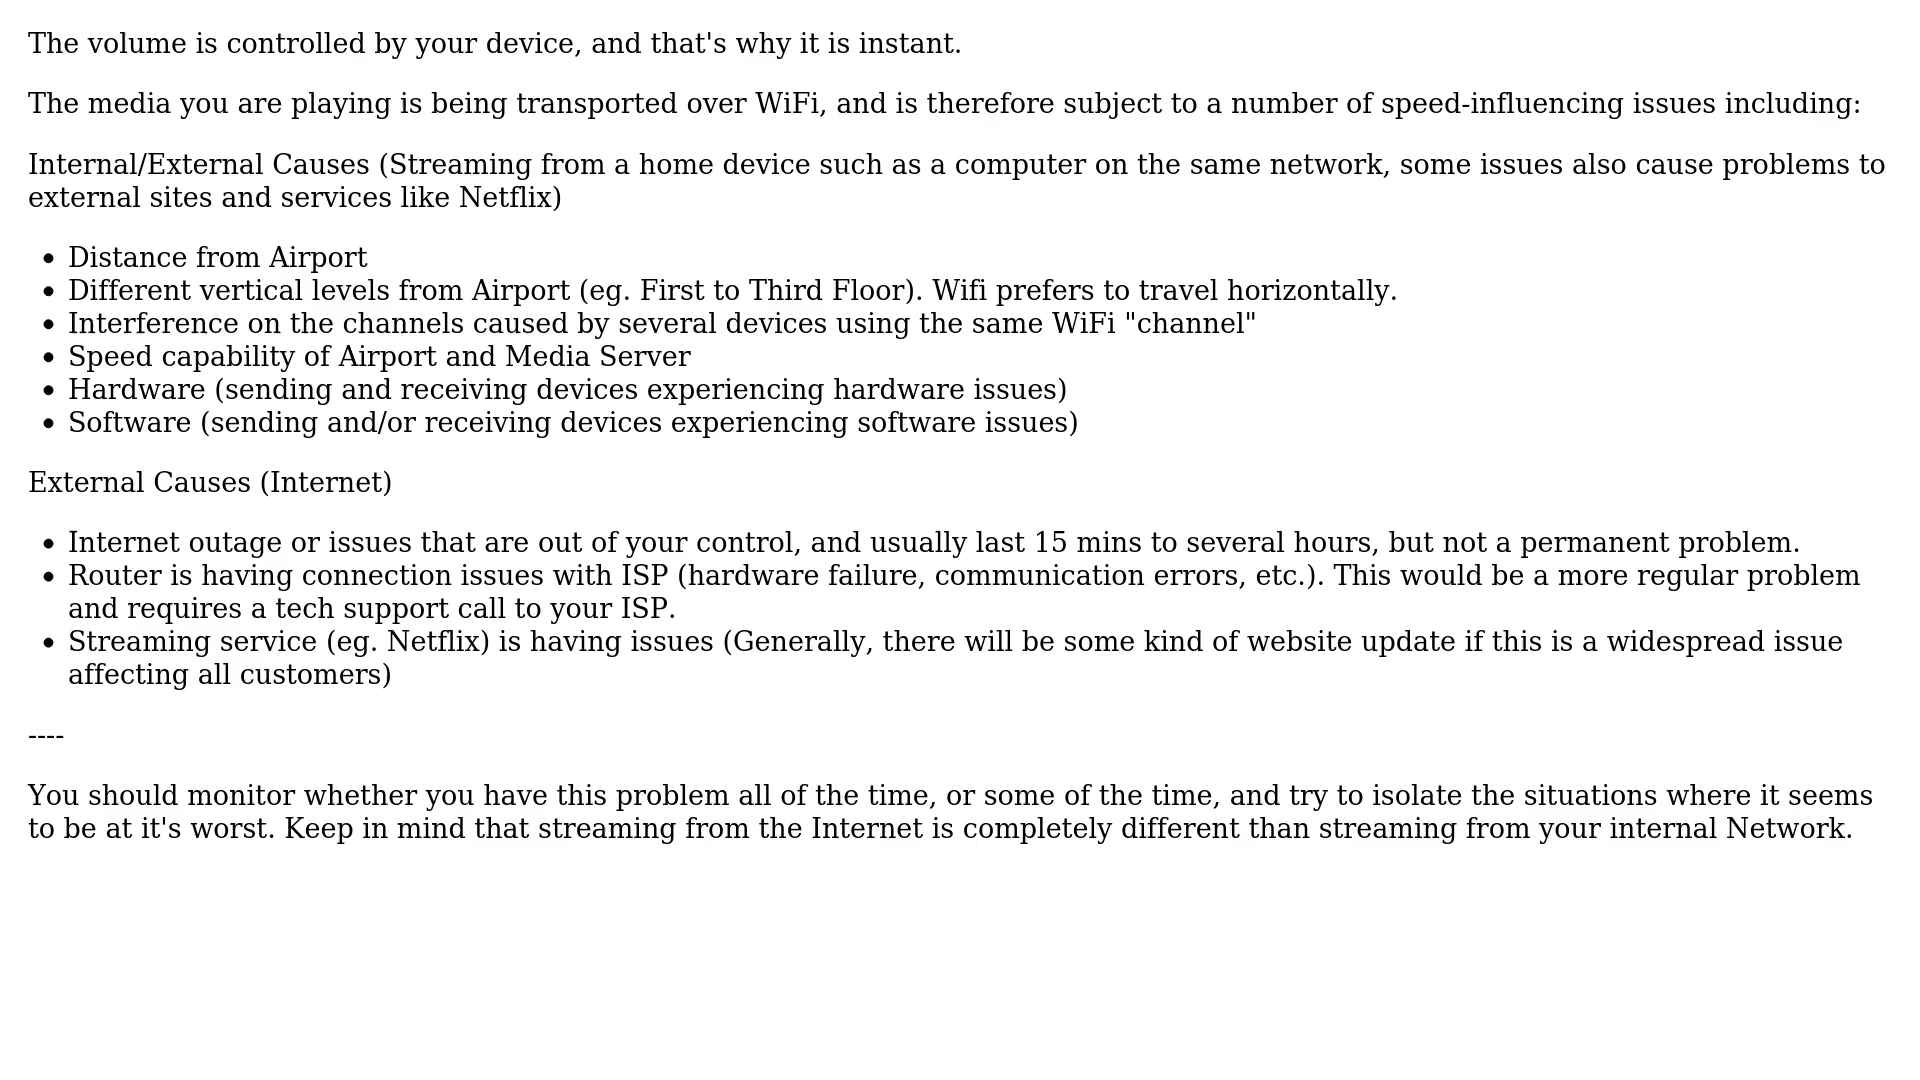 The volume is controlled by your device, and that's why it is instant.
The media you are playing is being transported over WiFi, and is therefore subject to a number of speed-influencing issues including:
Internal/External Causes (Streaming from a home device such as a computer on the same network, some issues also cause problems to
external sites and services like Netflix)
• Distance from Airport
• Different vertical levels from Airport (eg. First to Third Floor). Wifi prefers to travel horizontally.
• Interference on the channels caused by several devices using the same WiFi "channel"
• Speed capability of Airport and Media Server
• Hardware (sending and receiving devices experiencing hardware issues)
• Software (sending and/or receiving devices experiencing software issues)
External Causes (Internet)
• Internet outage or issues that are out of your control, and usually last 15 mins to several hours, but not a permanent problem.
• Router is having connection issues with ISP (hardware failure, communication errors, etc.). This would be a more regular problem
and requires a tech support call to your ISP.
• Streaming service (eg. Netflix) is having issues (Generally, there will be some kind of website update if this is a widespread issue
affecting all customers)
----
You should monitor whether you have this problem all of the time, or some of the time, and try to isolate the situations where it seems
to be at it's worst. Keep in mind that streaming from the Internet is completely different than streaming from your internal Network.